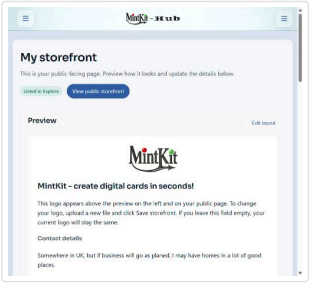 MintKit-Hub
My storefront
This is your public-facing page. Preview how it looks and update the details below.
Listed in Explore
View public storefront
Preview
Edit layout
MintKit
MintKit - create digital cards in seconds!
This logo appears above the preview on the left and on your public page. To change
your logo, upload a new file and click Save storefront. If you leave this field empty, your
current logo will stay the same.
Contact details
Somewhere in UK, but if business will go as planed, I may have homes in a lot of good
places.